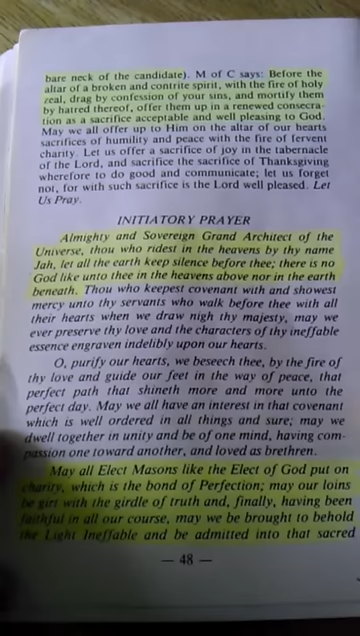 bare neck of the candidate). M of C says: Before the
altar of a broken and contrite spirit, with the fire of holy
zeal, drag by confession of your sins, and mortify them
by hatred thereof, offer them up in a renewed consecra-
tion as a sacrifice acceptable and well pleasing to God.
May we all offer up to Him on the altar of our hearts
sacrifices of humility and peace with the fire of fervent
charity. Let us offer a sacrifice of joy in the tabernacle
of the Lord, and sacrifice the sacrifice of Thanksgiving
wherefore to do good and communicate; let us forget
not, for with such sacrifice is the Lord well pleased. Let
Us Pray.
INITIATORY PRAYER
Almighty and Sovereign Grand Architect of the
Universe, thou who ridest in the heavens by thy name
Jah, let all the earth keep silence before thee; there is no
God like unto thee in the heavens above nor in the earth
beneath. Thou who keepest covenant with and showest
mercy unto thy servants who walk before thee with all
their hearts when we draw nigh thy majesty, may we
ever preserve thy love and the characters of thy ineffable
essence engraven indelibly upon our hearts.
O, purify our hearts, we beseech thee, by the fire of
thy love and guide our feet in the way of peace, that
perfect path that shineth more and more unto the
perfect day. May we all have an interest in that covenant
which is well ordered in all things and sure; may we
dwell together in unity and be of one mind, having com-
passion one toward another, and loved as brethren.
May all Elect Masons like the Elect of God put on
charity, which is the bond of Perfection; may our loins
be girt with the girdle of truth and, finally, having been
faithful in all our course, may we be brought to behold
the Light Ineffable and be admitted into that sacred
— 48 —